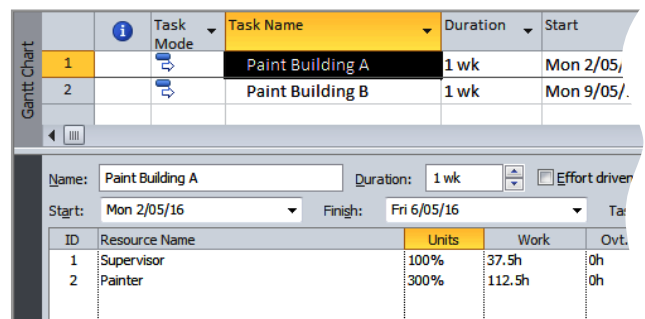 Gantt Chart
Task Mode Task Name Duration Start
1 Paint Building A 1 wk Mon 2/05/
2 Paint Building B 1 wk Mon 9/05/.
Name: Paint Building A Duration: 1 wk Effort driven
Start: Mon 2/05/16 Finish: Fri 6/05/16 Tas
ID Resource Name Units Work Ovt.
1 Supervisor 100% 37.5h 0h
2 Painter 300% 112.5h 0h